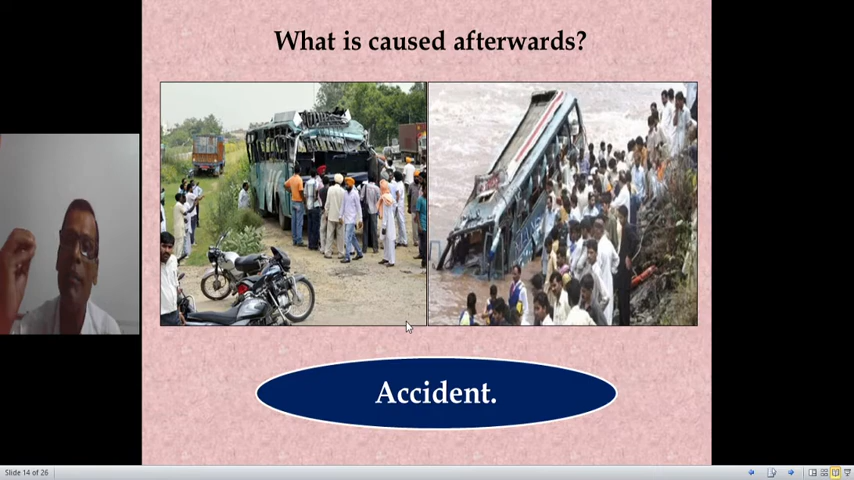 What is caused afterwards?
Accident.
Slide 14 of 26